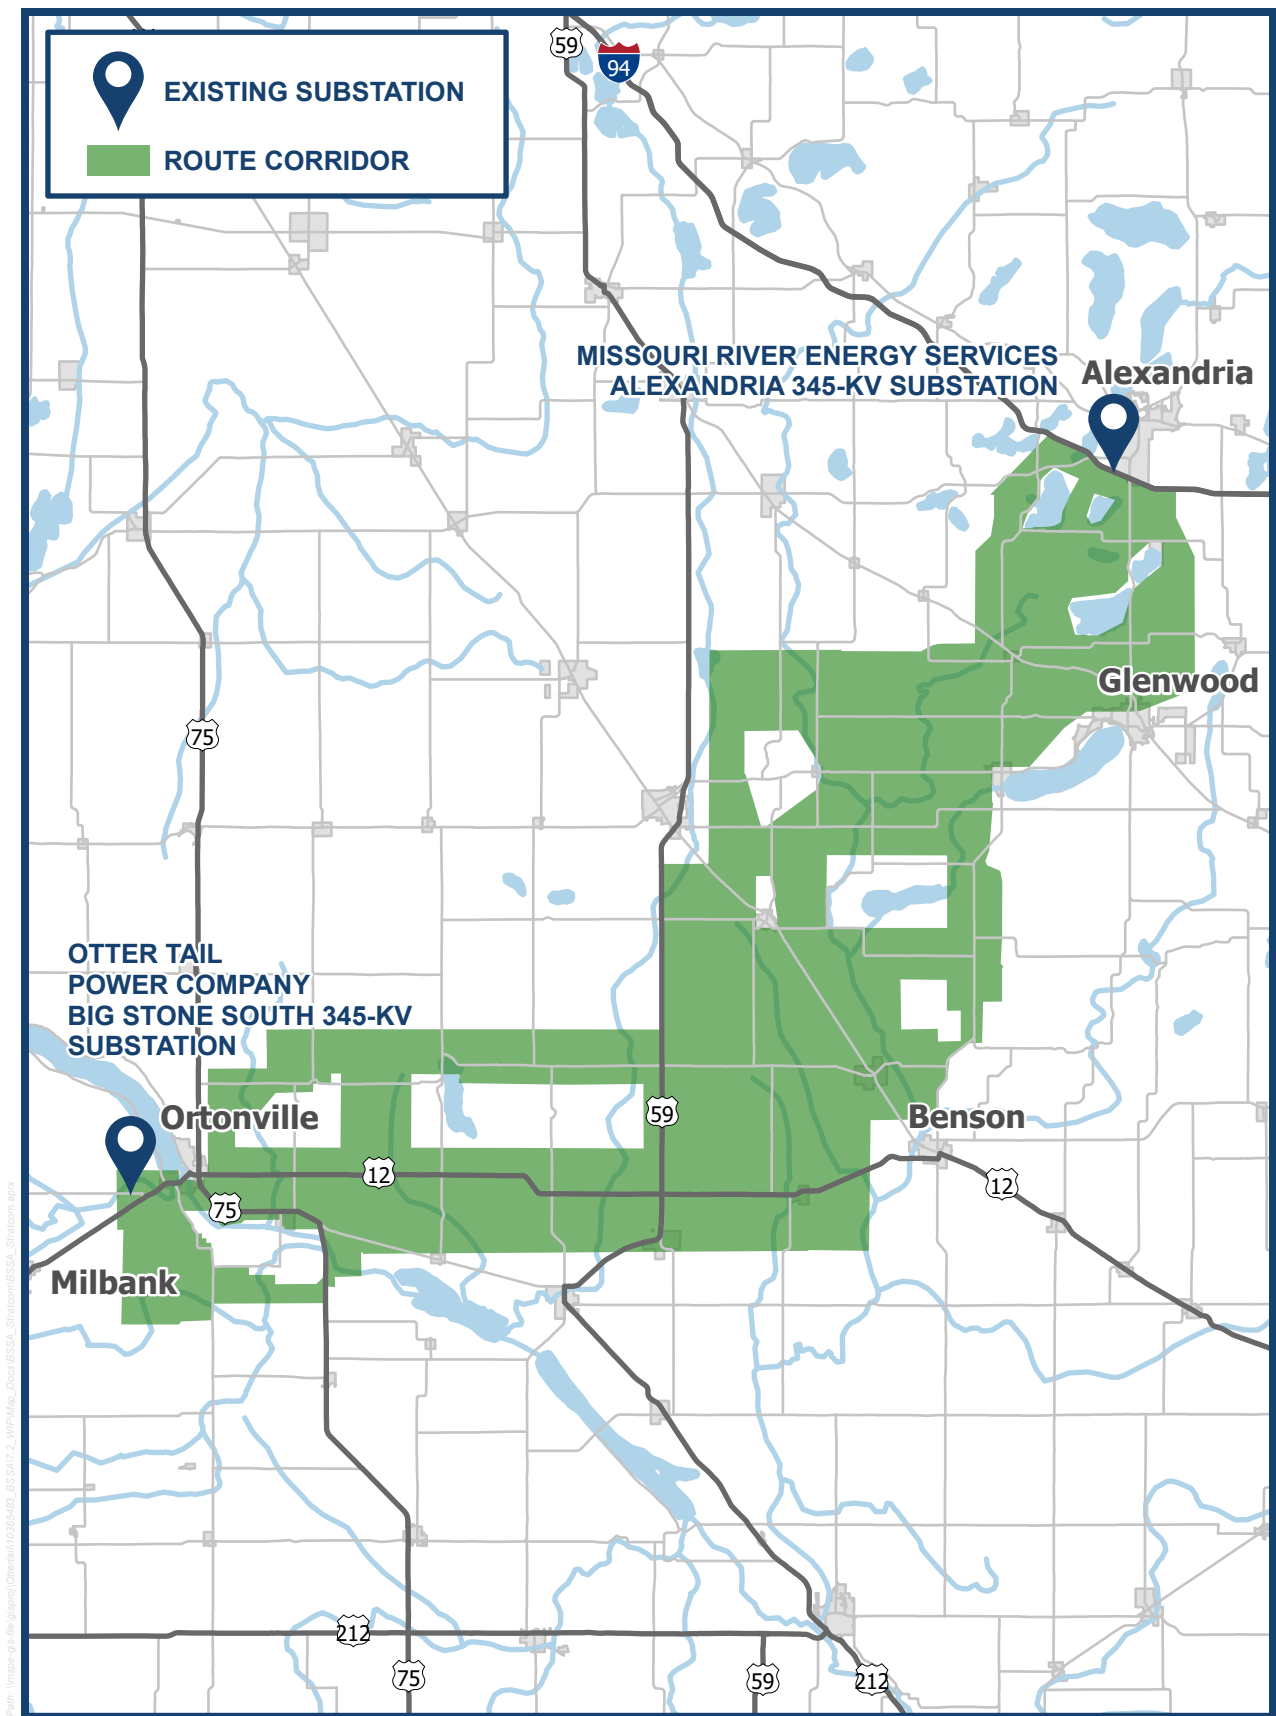 EXISTING SUBSTATION
ROUTE CORRIDOR
59
94
MISSOURI RIVER ENERGY SERVICES
ALEXANDRIA 345-KV SUBSTATION
Alexandria
Glenwood
75
OTTER TAIL
POWER COMPANY
BIG STONE SOUTH 345-KV
SUBSTATION
Ortonville
59
Benson
12
12
75
Milbank
212
75
59
212